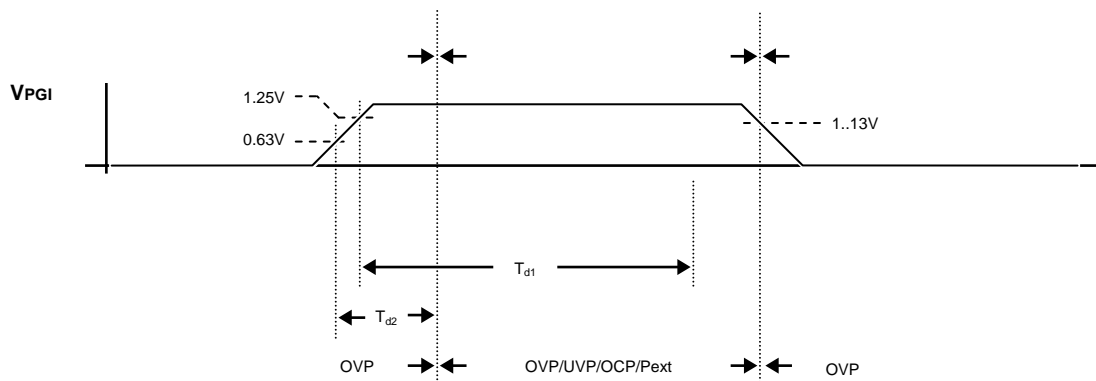 VPGI
1.25V
0.63V
1..13V
Td1
Td2
OVP
OVP/UVP/OCP/Pext
OVP